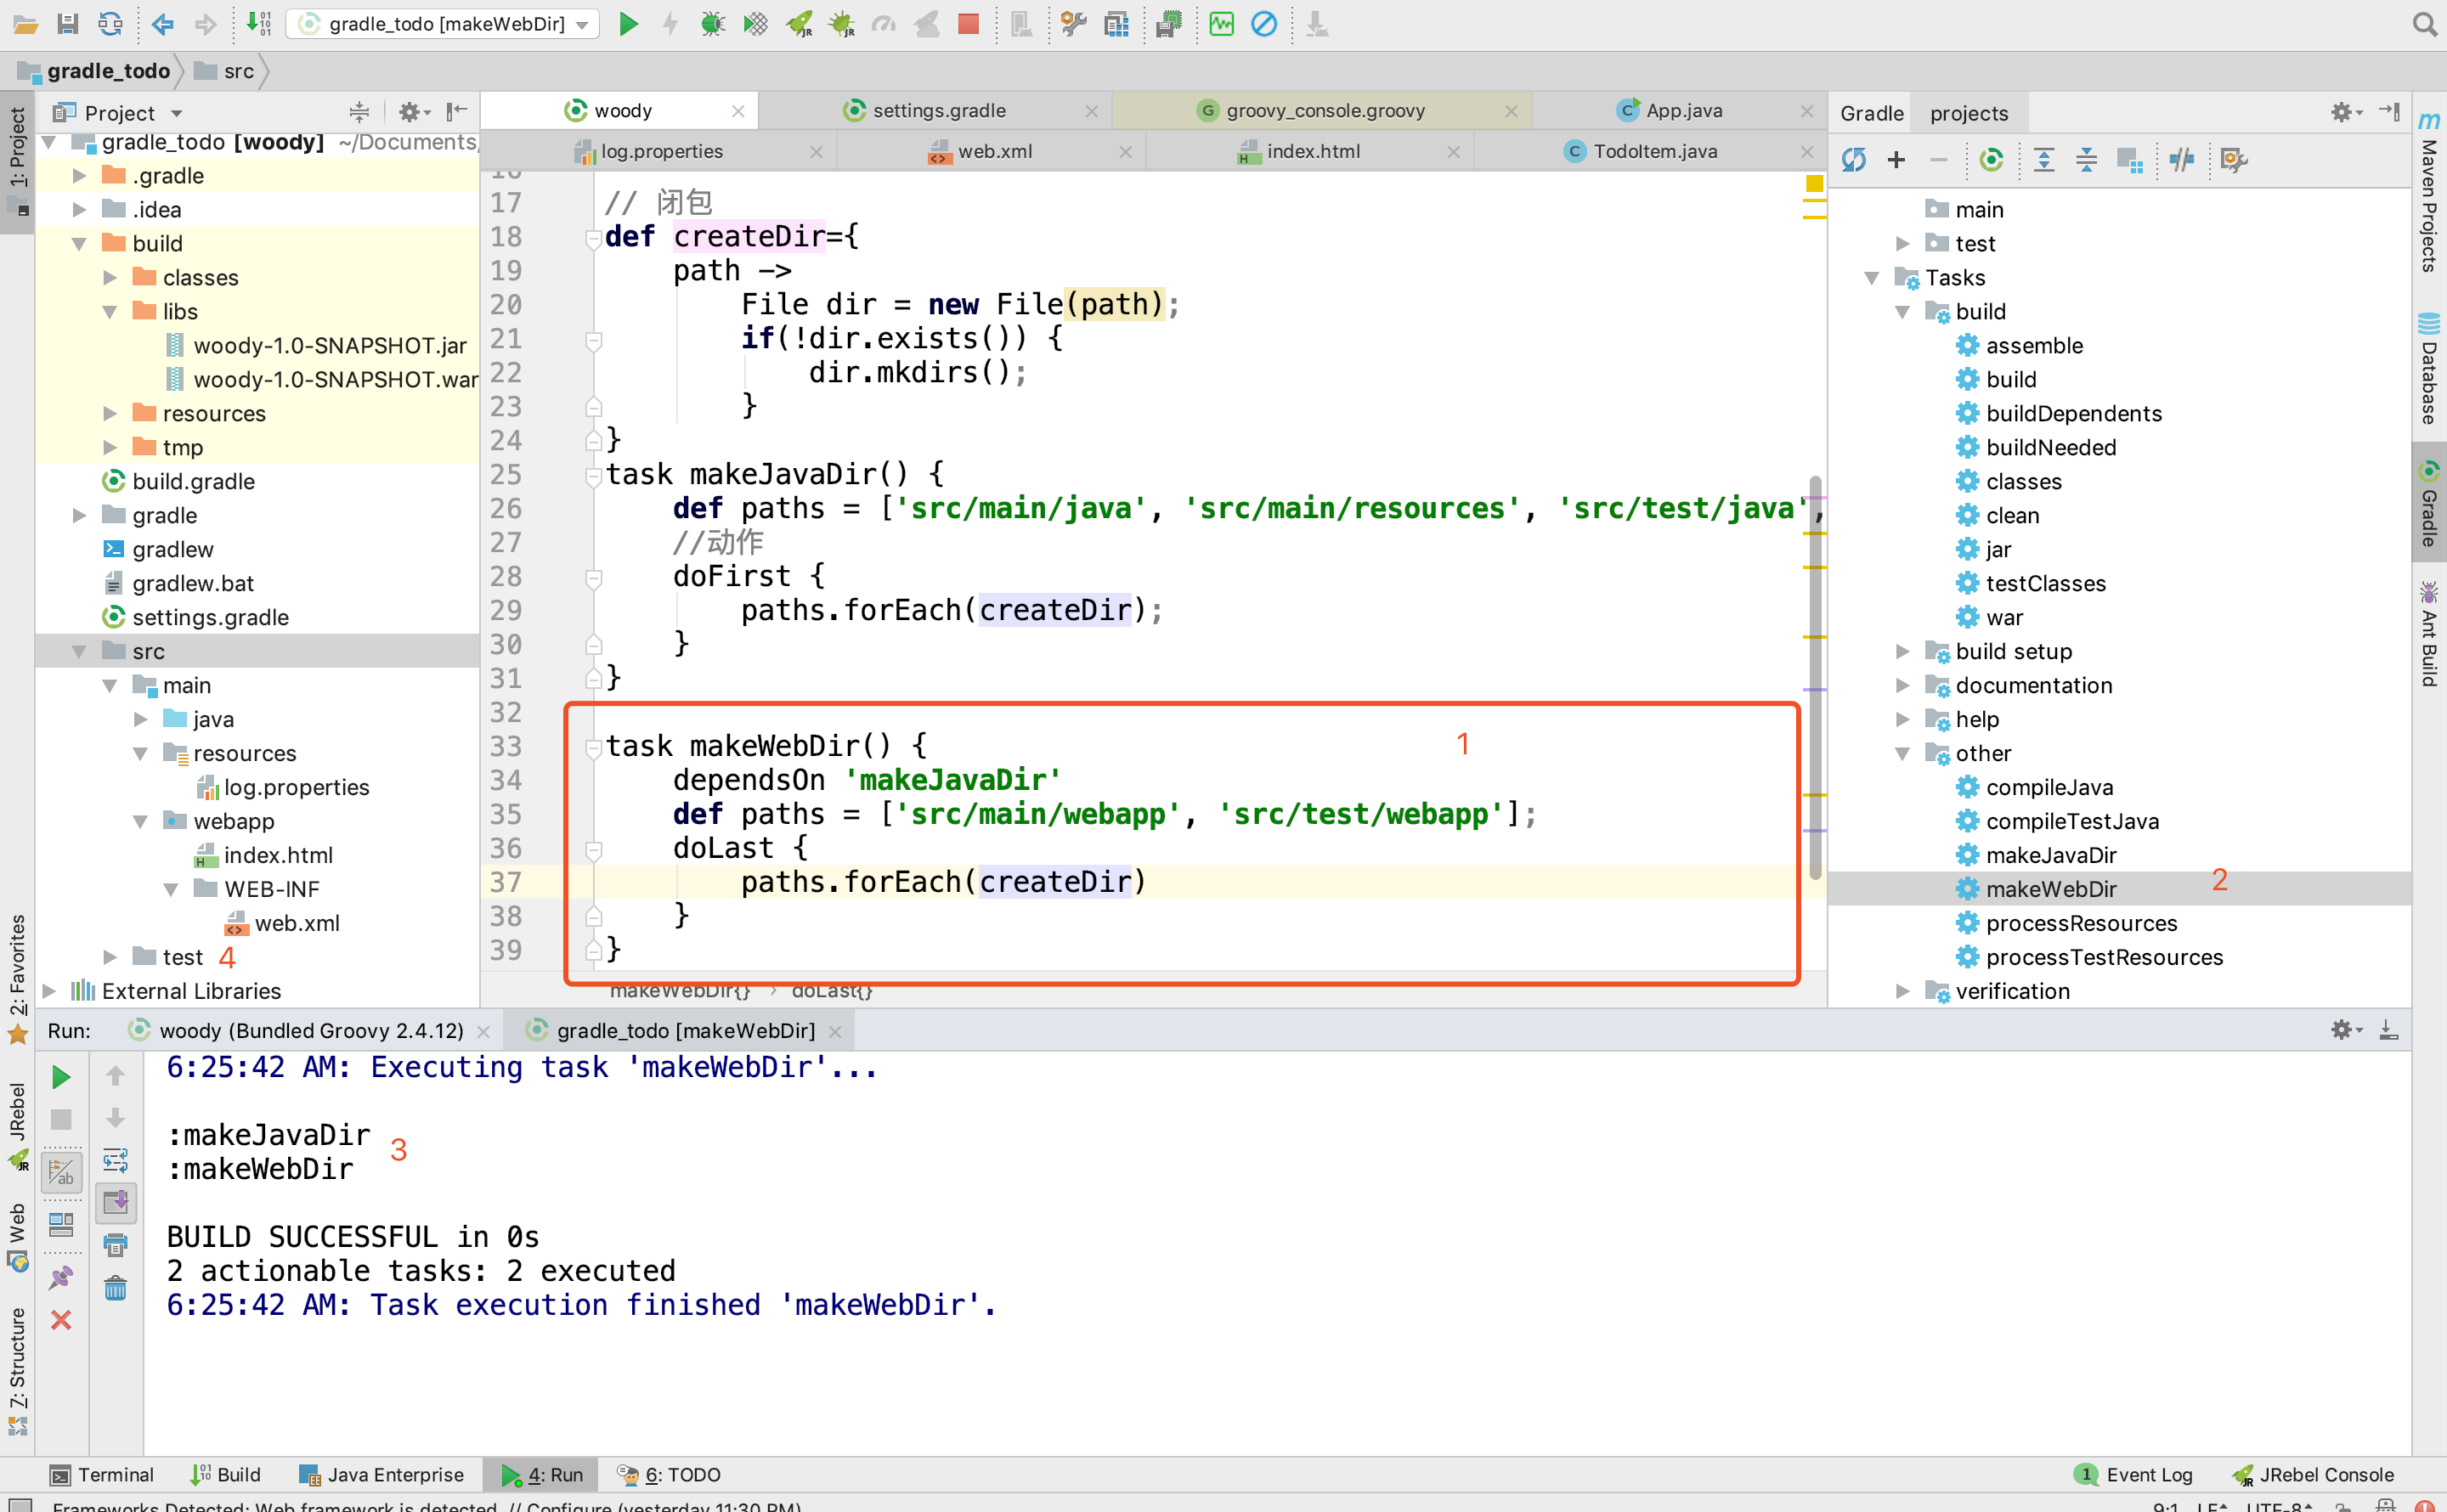 gradle_todo [makeWebDir]
gradle_todo
src
1: Project
Project
gradle_todo [woody] ~/Documents/
.gradle
.idea
build
classes
libs
woody-1.0-SNAPSHOT.jar
woody-1.0-SNAPSHOT.war
resources
tmp
build.gradle
gradle
gradlew
gradlew.bat
settings.gradle
src
main
java
resources
log.properties
webapp
index.html
WEB-INF
web.xml
test 4
External Libraries
2: Favorites
JRebel
Web
7: Structure
woody
settings.gradle
groovy_console.groovy
App.java
log.properties
web.xml
index.html
TodoItem.java
16
17 // 闭包
18 def createDir={
19 path ->
20 File dir = new File(path);
21 if(!dir.exists()) {
22 dir.mkdirs();
23 }
24 }
25 task makeJavaDir() {
26 def paths = ['src/main/java', 'src/main/resources', 'src/test/java',
27 //动作
28 doFirst {
29 paths.forEach(createDir);
30 }
31 }
32
33 task makeWebDir() {
1
34 dependsOn 'makeJavaDir'
35 def paths = ['src/main/webapp', 'src/test/webapp'];
36 doLast {
37 paths.forEach(createDir)
38 }
39 }
makeWebDir{} › doLast{}
Gradle projects
main
test
Tasks
build
assemble
build
buildDependents
buildNeeded
classes
clean
jar
testClasses
war
build setup
documentation
help
other
compileJava
compileTestJava
makeJavaDir
makeWebDir 2
processResources
processTestResources
verification
Maven Projects
Database
Gradle
Ant Build
Run:
woody (Bundled Groovy 2.4.12)
gradle_todo [makeWebDir]
6:25:42 AM: Executing task 'makeWebDir'...
:makeJavaDir
3
:makeWebDir
BUILD SUCCESSFUL in 0s
2 actionable tasks: 2 executed
6:25:42 AM: Task execution finished 'makeWebDir'.
Terminal
Build
Java Enterprise
4: Run
6: TODO
1 Event Log
JRebel Console
Frameworks Detected: Web framework is detected. // Configure (yesterday 11:30 PM)
9:1 LF UTF-8